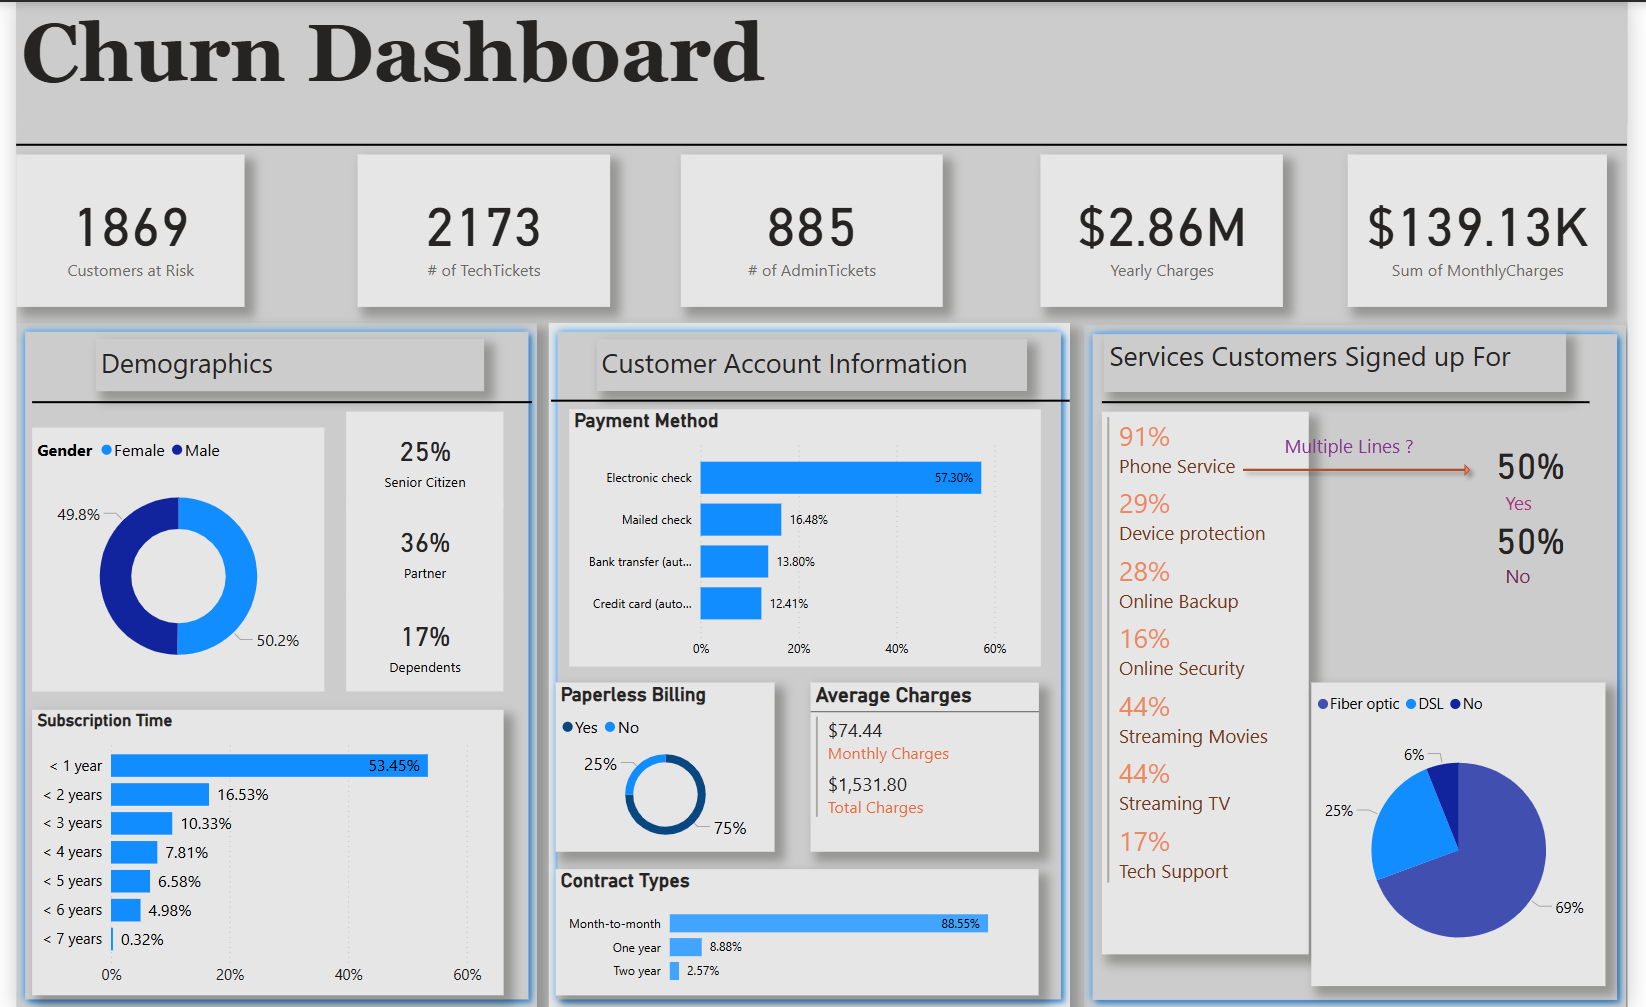 Churn Dashboard
1869
Customers at Risk
2173
# of TechTickets
885
# of AdminTickets
$2.86M
Yearly Charges
$139.13K
Sum of MonthlyCharges
Demographics
Gender Female Male
49.8%
50.2%
25%
Senior Citizen
36%
Partner
17%
Dependents
Subscription Time
< 1 year 53.45%
< 2 years 16.53%
< 3 years 10.33%
< 4 years 7.81%
< 5 years 6.58%
< 6 years 4.98%
< 7 years 0.32%
0% 20% 40% 60%
Customer Account Information
Payment Method
Electronic check 57.30%
Mailed check 16.48%
Bank transfer (aut... 13.80%
Credit card (auto... 12.41%
0% 20% 40% 60%
Paperless Billing
Yes No
25%
75%
Average Charges
$74.44
Monthly Charges
$1,531.80
Total Charges
Contract Types
Month-to-month 88.55%
One year 8.88%
Two year 2.57%
Services Customers Signed up For
91%
Phone Service
29%
Device protection
28%
Online Backup
16%
Online Security
44%
Streaming Movies
44%
Streaming TV
17%
Tech Support
Multiple Lines ?
50%
Yes
50%
No
Fiber optic DSL No
6%
25%
69%